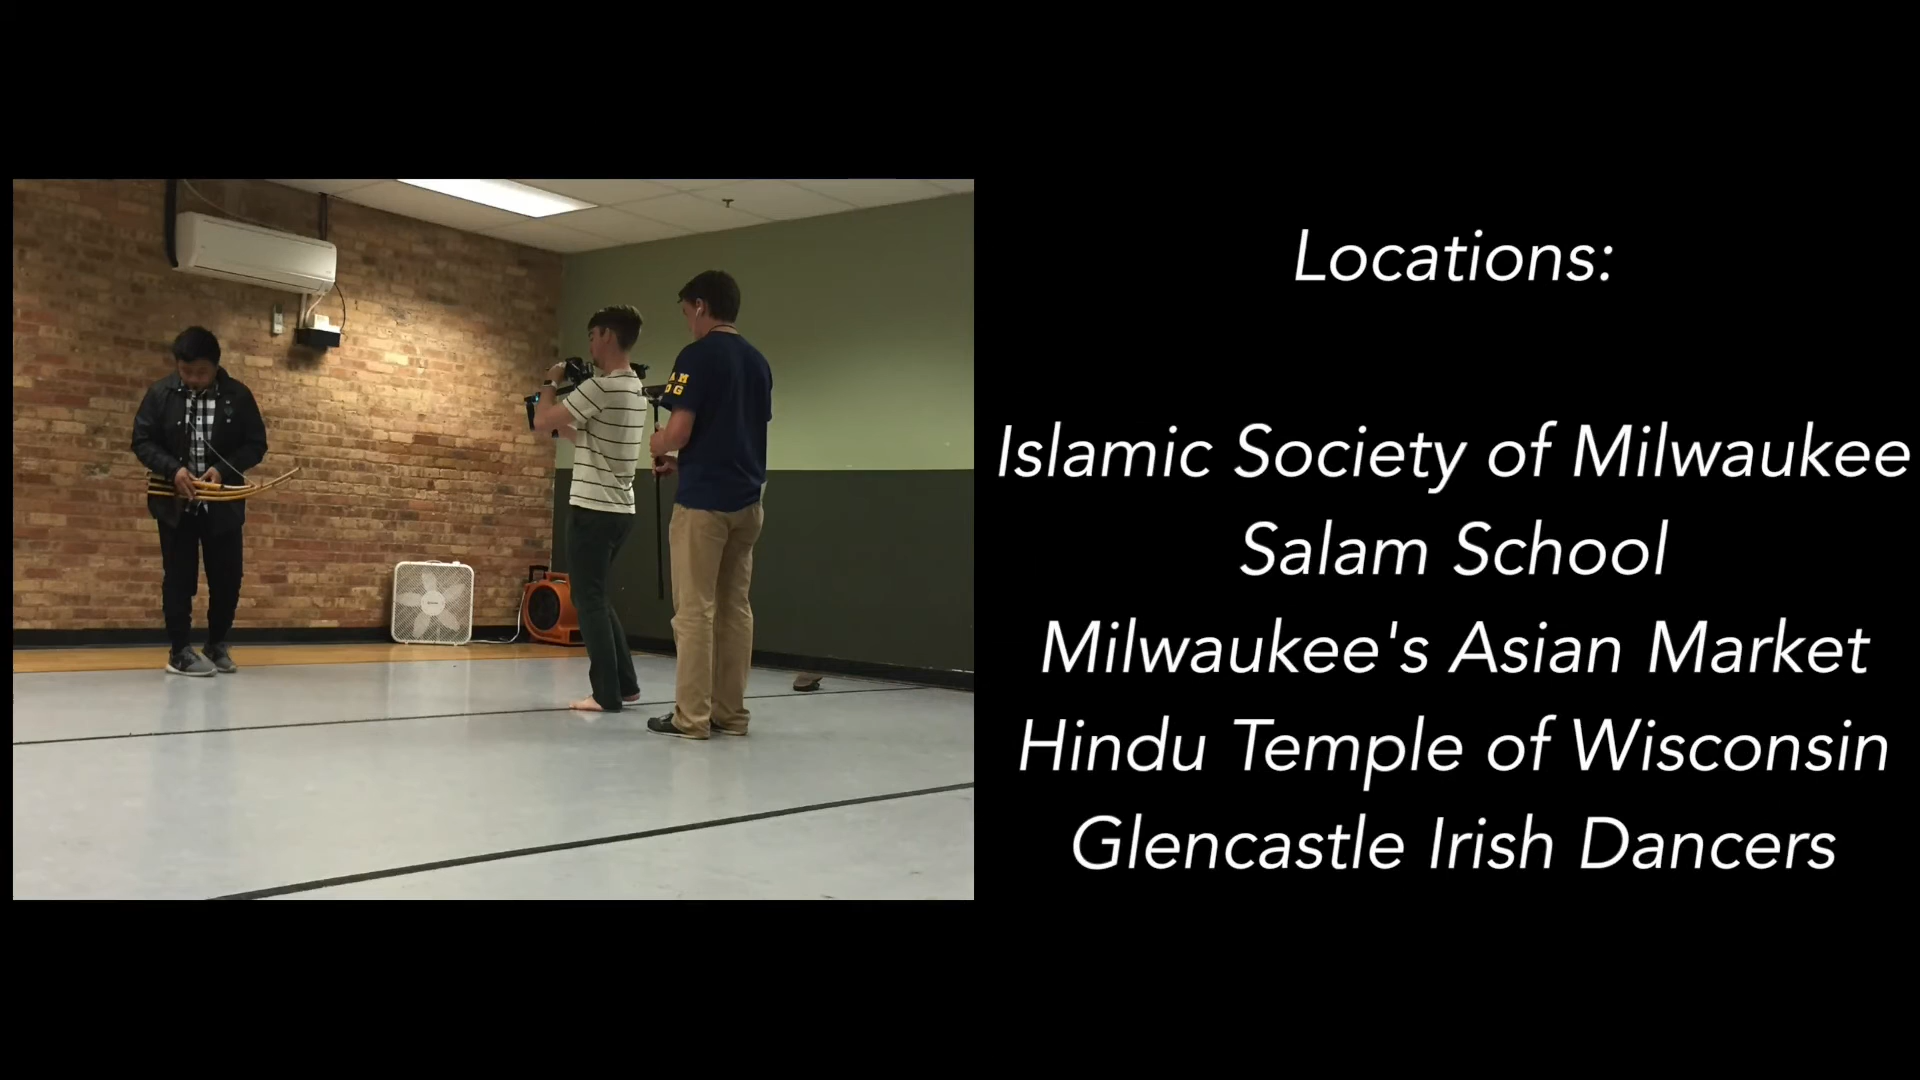 Locations:
Islamic Society of Milwaukee
Salam School
Milwaukee's Asian Market
Hindu Temple of Wisconsin
Glencastle Irish Dancers